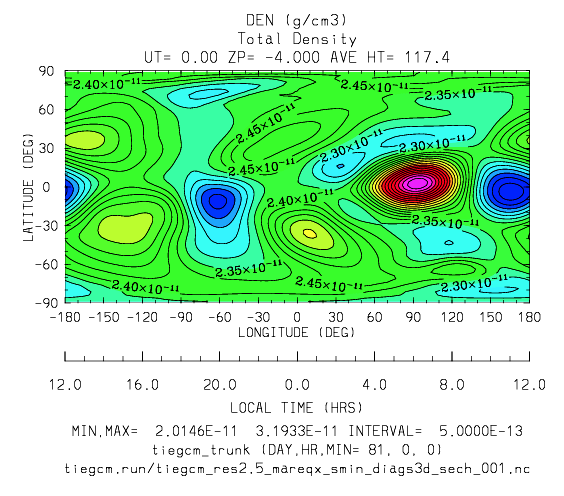 DEN (g/cm3)
Total Density
UT= 0.00 ZP= -4.000 AVE HT= 117.4
90
60
30
0
-30
-60
-90
LATITUDE (DEG)
2.40×10⁻¹¹
2.45×10⁻¹¹
2.35×10⁻¹¹
2.45×10⁻¹¹
2.30×10⁻¹¹
2.30×10⁻¹¹
2.45×10⁻¹¹
2.40×10⁻¹¹
2.35×10⁻¹¹
2.35×10⁻¹¹
2.40×10⁻¹¹
2.45×10⁻¹¹
2.30×10⁻¹¹
-180 -150 -120 -90 -60 -30 0 30 60 90 120 150 180
LONGITUDE (DEG)
12.0 16.0 20.0 0.0 4.0 8.0 12.0
LOCAL TIME (HRS)
MIN,MAX= 2.0146E-11 3.1933E-11 INTERVAL= 5.0000E-13
tiegcm_trunk (DAY,HR,MIN= 81, 0, 0)
tiegcm_run/tiegcm_res2.5_mareqx_smin_diags3d_sech_001.nc